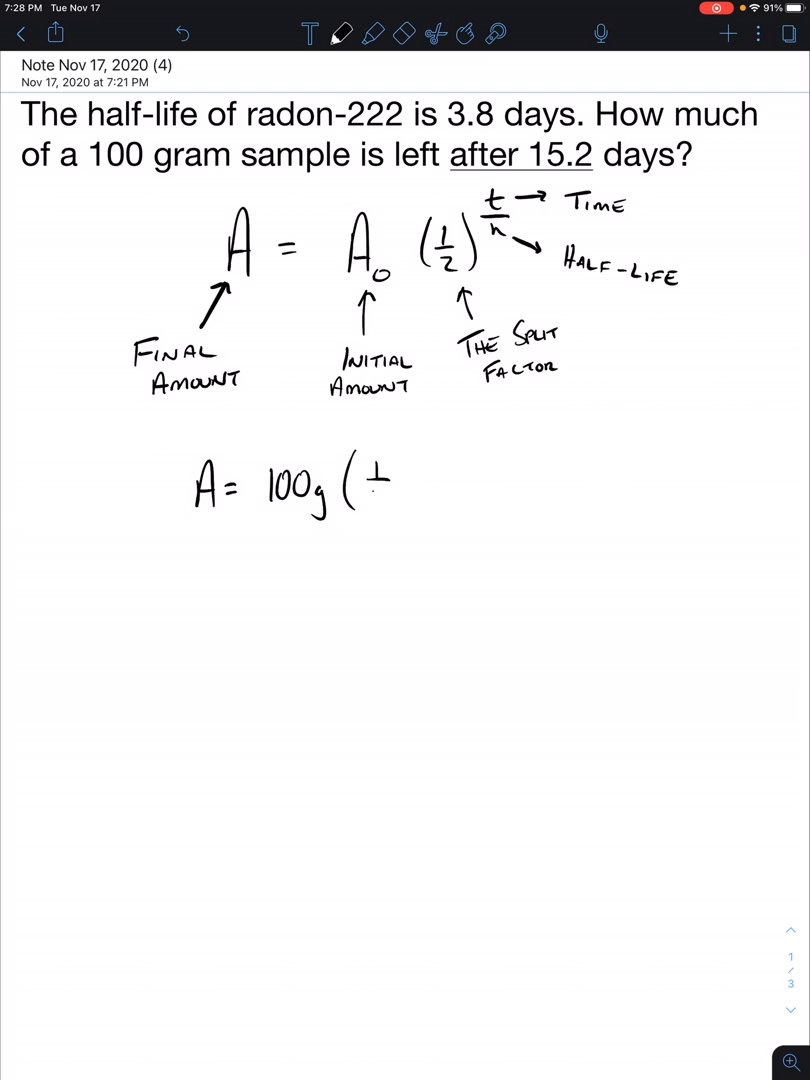 7:28 PM Tue Nov 17
91%
Note Nov 17, 2020 (4)
Nov 17, 2020 at 7:21 PM
The half-life of radon-222 is 3.8 days. How much
of a 100 gram sample is left after 15.2 days?
A = A₀ (1/2)^(t/h)
TIME
HALF-LIFE
FINAL AMOUNT
INITIAL AMOUNT
THE SPLIT FACTOR
A = 100g (1
1
/
3